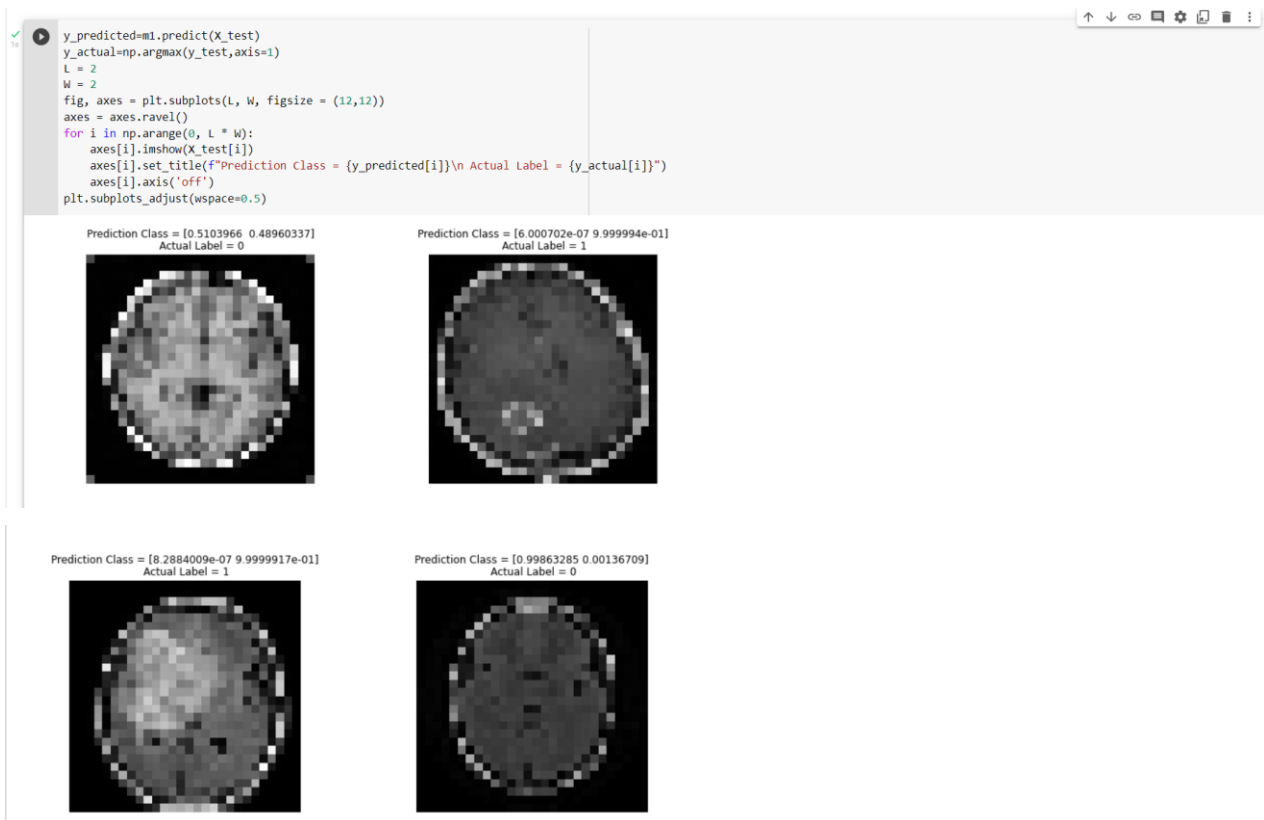 1s
y_predicted=m1.predict(X_test)
y_actual=np.argmax(y_test,axis=1)
L = 2
W = 2
fig, axes = plt.subplots(L, W, figsize = (12,12))
axes = axes.ravel()
for i in np.arange(0, L * W):
    axes[i].imshow(X_test[i])
    axes[i].set_title(f"Prediction Class = {y_predicted[i]}\n Actual Label = {y_actual[i]}")
    axes[i].axis('off')
plt.subplots_adjust(wspace=0.5)
Prediction Class = [0.5103966  0.48960337]
Actual Label = 0
Prediction Class = [6.000702e-07 9.999994e-01]
Actual Label = 1
Prediction Class = [8.2884009e-07 9.9999917e-01]
Actual Label = 1
Prediction Class = [0.99863285 0.00136709]
Actual Label = 0